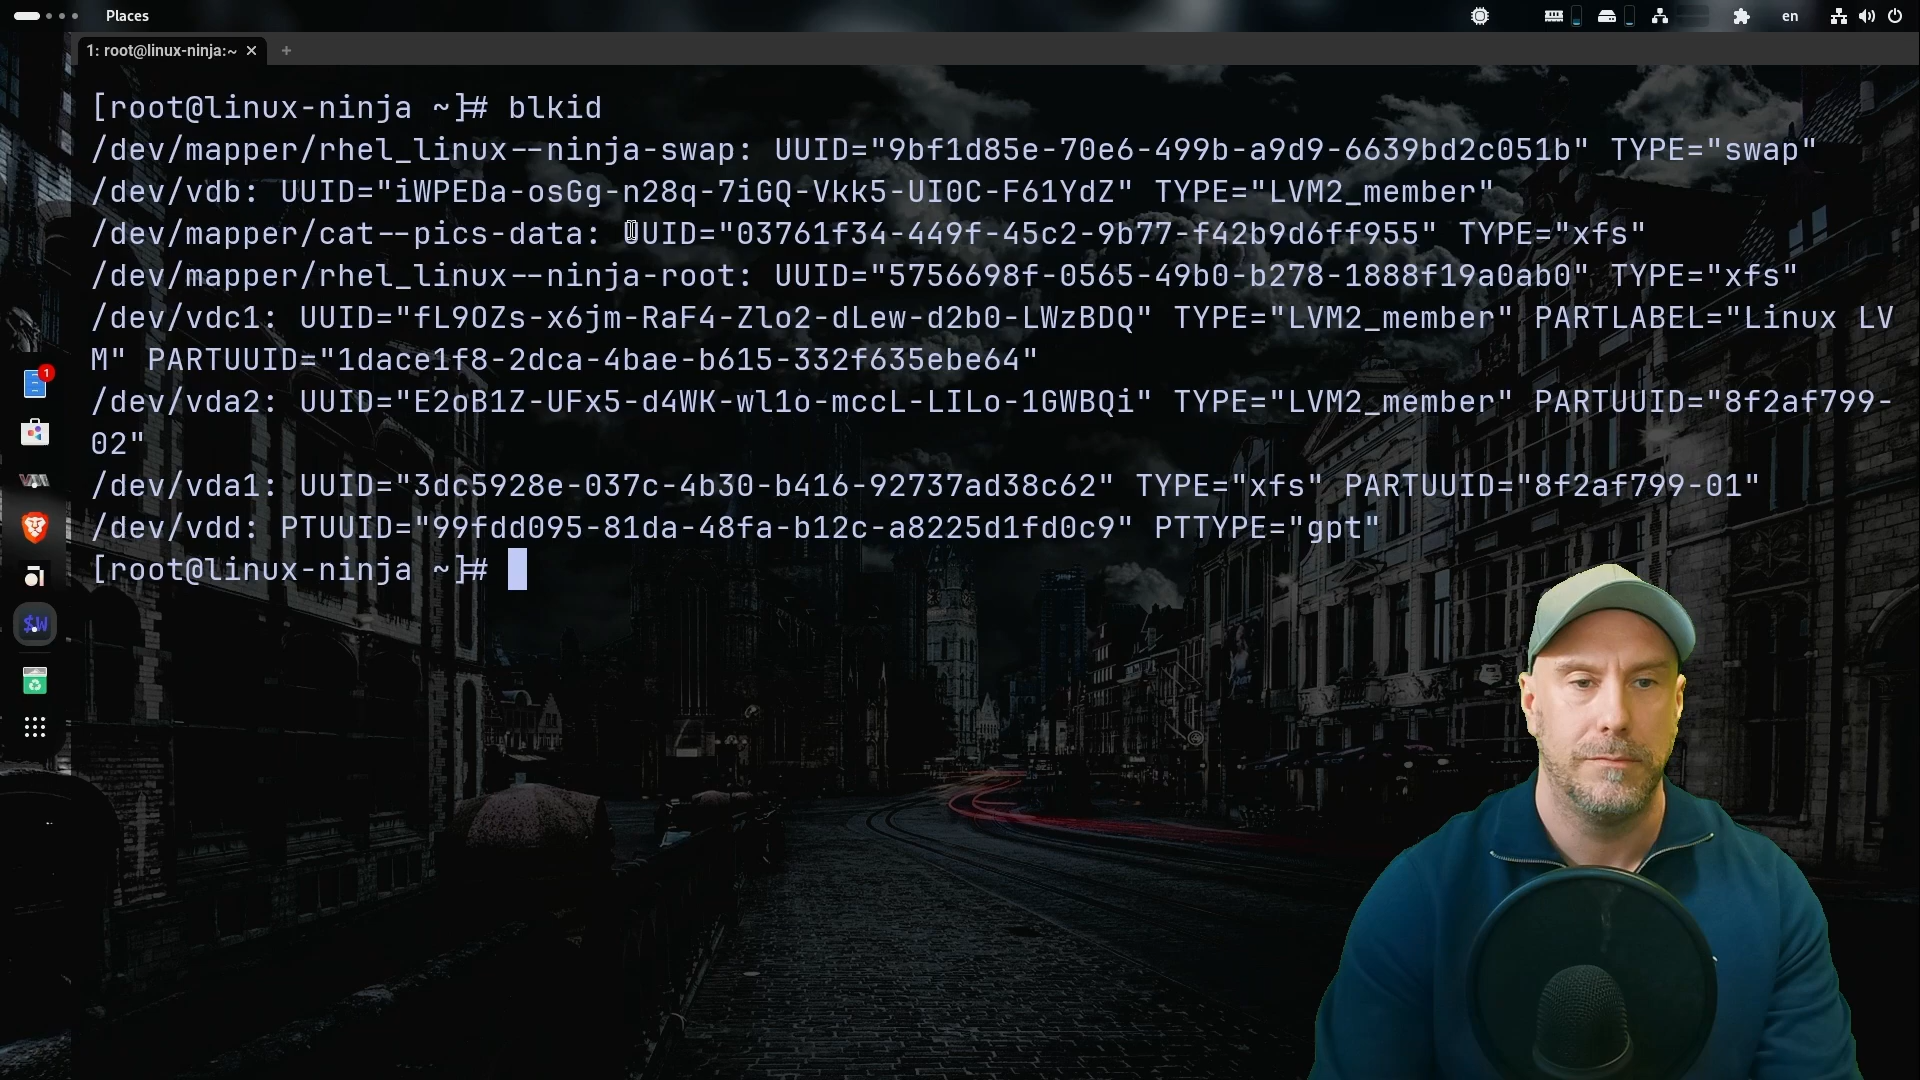 Places
en
1: root@linux-ninja:~
[root@linux-ninja ~]# blkid
/dev/mapper/rhel_linux--ninja-swap: UUID="9bf1d85e-70e6-499b-a9d9-6639bd2c051b" TYPE="swap"
/dev/vdb: UUID="iWPEDa-osGg-n28q-7iGQ-Vkk5-UI0C-F61YdZ" TYPE="LVM2_member"
/dev/mapper/cat--pics-data: UUID="03761f34-449f-45c2-9b77-f42b9d6ff955" TYPE="xfs"
/dev/mapper/rhel_linux--ninja-root: UUID="5756698f-0565-49b0-b278-1888f19a0ab0" TYPE="xfs"
/dev/vdc1: UUID="fL9OZs-x6jm-RaF4-Zlo2-dLew-d2b0-LWzBDQ" TYPE="LVM2_member" PARTLABEL="Linux LV
M" PARTUUID="1dace1f8-2dca-4bae-b615-332f635ebe64"
/dev/vda2: UUID="E2oB1Z-UFx5-d4WK-wl1o-mccL-LILo-1GWBQi" TYPE="LVM2_member" PARTUUID="8f2af799-
02"
/dev/vda1: UUID="3dc5928e-037c-4b30-b416-92737ad38c62" TYPE="xfs" PARTUUID="8f2af799-01"
/dev/vdd: PTUUID="99fdd095-81da-48fa-b12c-a8225d1fd0c9" PTTYPE="gpt"
[root@linux-ninja ~]#
1
$W